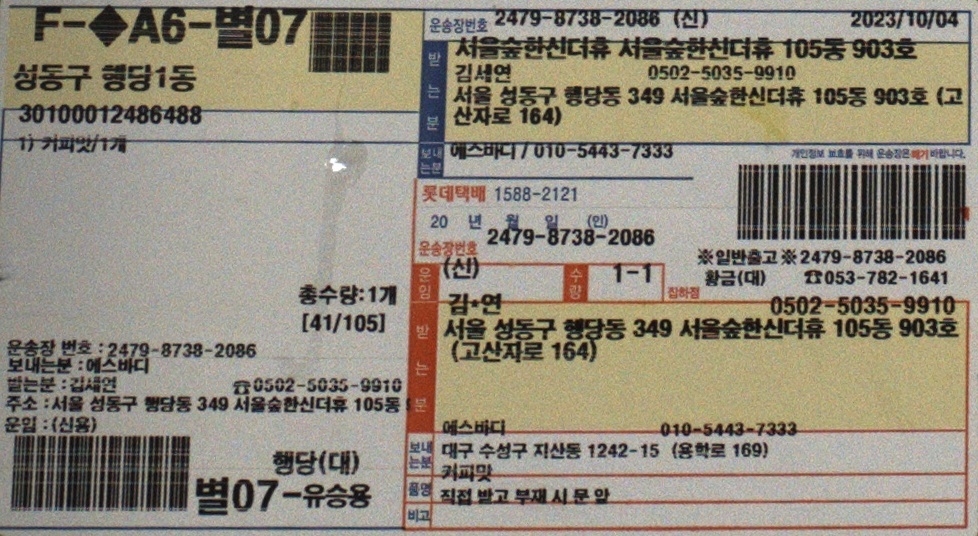 F-◆A6-별07
성동구 행당1동
30100012486488
1) 커피맛/1개
총수량:1개
[41/105]
운송장 번호 :2479-8738-2086
보내는분 :에스바디
받는분 :김세연 ☎0502-5035-9910
주소 :서울 성동구 행당동 349 서울숲한신더휴 105동
운임 :(신용)
행당(대)
별07-유승용
운송장번호 2479-8738-2086 (신) 2023/10/04
받는분
서울숲한신더휴 서울숲한신더휴 105동 903호
김세연 0502-5035-9910
서울 성동구 행당동 349 서울숲한신더휴 105동 903호 (고
산자로 164)
보내는분 에스바디 / 010-5443-7333
개인정보 보호를 위해 운송장은 폐기 바랍니다.
롯데택배 1588-2121
20 년 월 일 (인)
운송장번호 2479-8738-2086
※일반출고※2479-8738-2086
운임 (신) 수량 1-1 집하점 황금(대) ☎053-782-1641
받는분
김*연 0502-5035-9910
서울 성동구 행당동 349 서울숲한신더휴 105동 903호
(고산자로 164)
에스바디 010-5443-7333
보내는분 대구 수성구 지산동 1242-15 (용학로 169)
커피맛
품명 직접 받고 부재 시 문 앞
비고